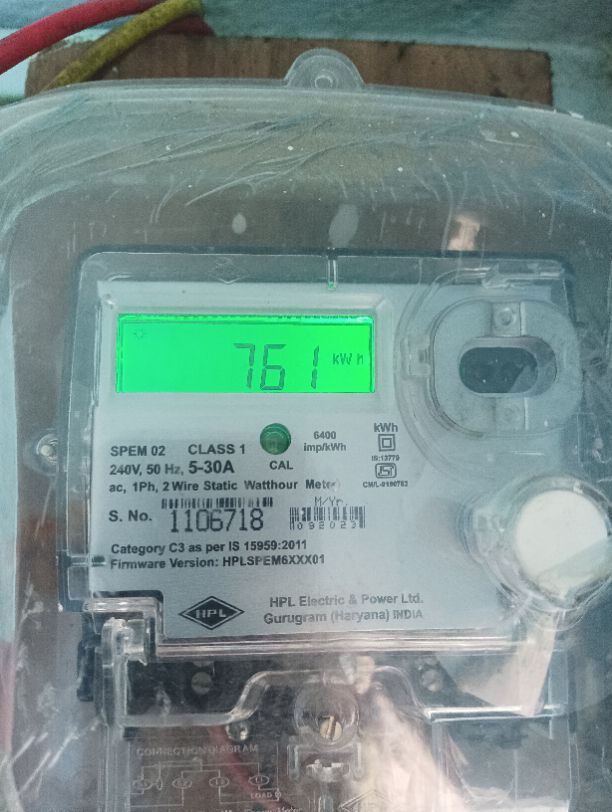 761 kWh
SPEM 02 CLASS 1 6400 imp/kWh kWh
240V, 50 Hz, 5-30A CAL IS:13779
ac, 1Ph, 2 Wire Static Watthour Meter
M/Yr.
S. No. 1106718 092023
Category C3 as per IS 15959:2011
Firmware Version: HPLSPEM6XXX01
HPL HPL Electric & Power Ltd.
Gurugram (Haryana) INDIA
CONNECTION DIAGRAM
LOAD